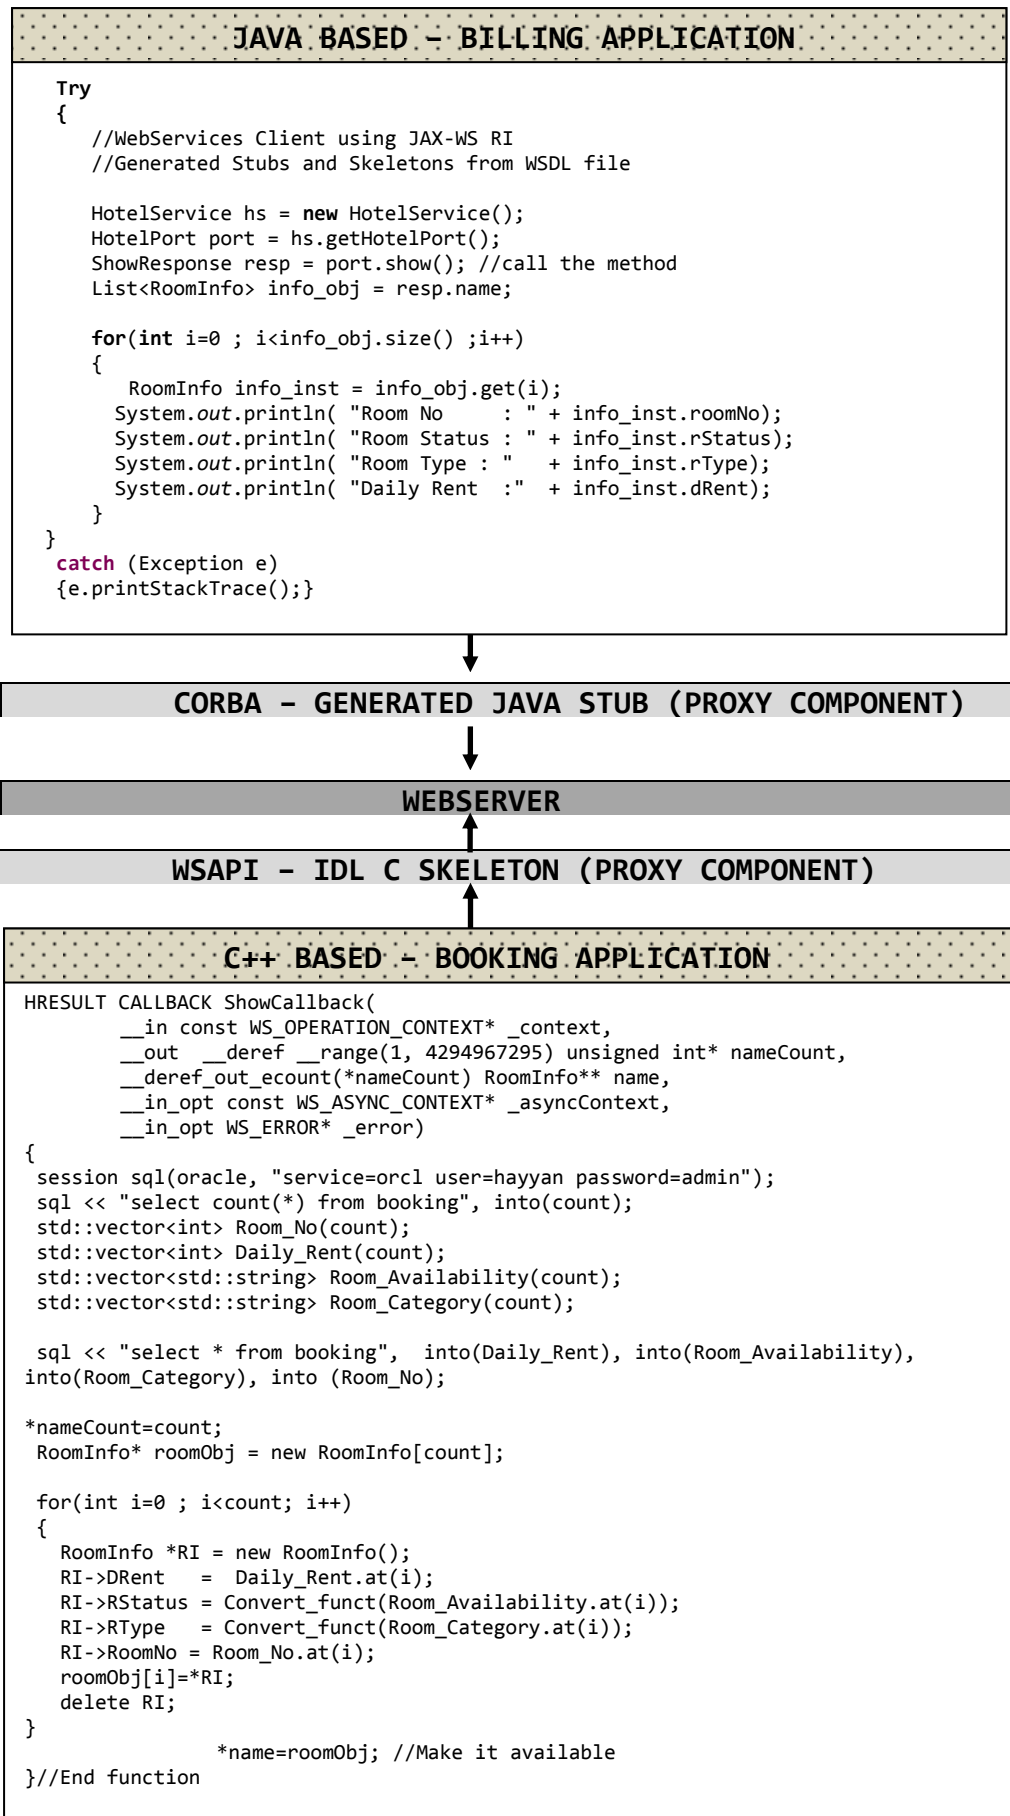 JAVA BASED – BILLING APPLICATION
Try
{
//WebServices Client using JAX-WS RI
//Generated Stubs and Skeletons from WSDL file
HotelService hs = new HotelService();
HotelPort port = hs.getHotelPort();
ShowResponse resp = port.show(); //call the method
List<RoomInfo> info_obj = resp.name;
for(int i=0 ; i<info_obj.size() ;i++)
{
RoomInfo info_inst = info_obj.get(i);
System.out.println( "Room No     : " + info_inst.roomNo);
System.out.println( "Room Status : " + info_inst.rStatus);
System.out.println( "Room Type : "   + info_inst.rType);
System.out.println( "Daily Rent  :"  + info_inst.dRent);
}
}
catch (Exception e)
{e.printStackTrace();}
CORBA – GENERATED JAVA STUB (PROXY COMPONENT)
WEBSERVER
WSAPI – IDL C SKELETON (PROXY COMPONENT)
C++ BASED – BOOKING APPLICATION
HRESULT CALLBACK ShowCallback(
__in const WS_OPERATION_CONTEXT* _context,
__out  __deref __range(1, 4294967295) unsigned int* nameCount,
__deref_out_ecount(*nameCount) RoomInfo** name,
__in_opt const WS_ASYNC_CONTEXT* _asyncContext,
__in_opt WS_ERROR* _error)
{
session sql(oracle, "service=orcl user=hayyan password=admin");
sql << "select count(*) from booking", into(count);
std::vector<int> Room_No(count);
std::vector<int> Daily_Rent(count);
std::vector<std::string> Room_Availability(count);
std::vector<std::string> Room_Category(count);
sql << "select * from booking",  into(Daily_Rent), into(Room_Availability),
into(Room_Category), into (Room_No);
*nameCount=count;
RoomInfo* roomObj = new RoomInfo[count];
for(int i=0 ; i<count; i++)
{
RoomInfo *RI = new RoomInfo();
RI->DRent   =  Daily_Rent.at(i);
RI->RStatus = Convert_funct(Room_Availability.at(i));
RI->RType   = Convert_funct(Room_Category.at(i));
RI->RoomNo = Room_No.at(i);
roomObj[i]=*RI;
delete RI;
}
*name=roomObj; //Make it available
}//End function